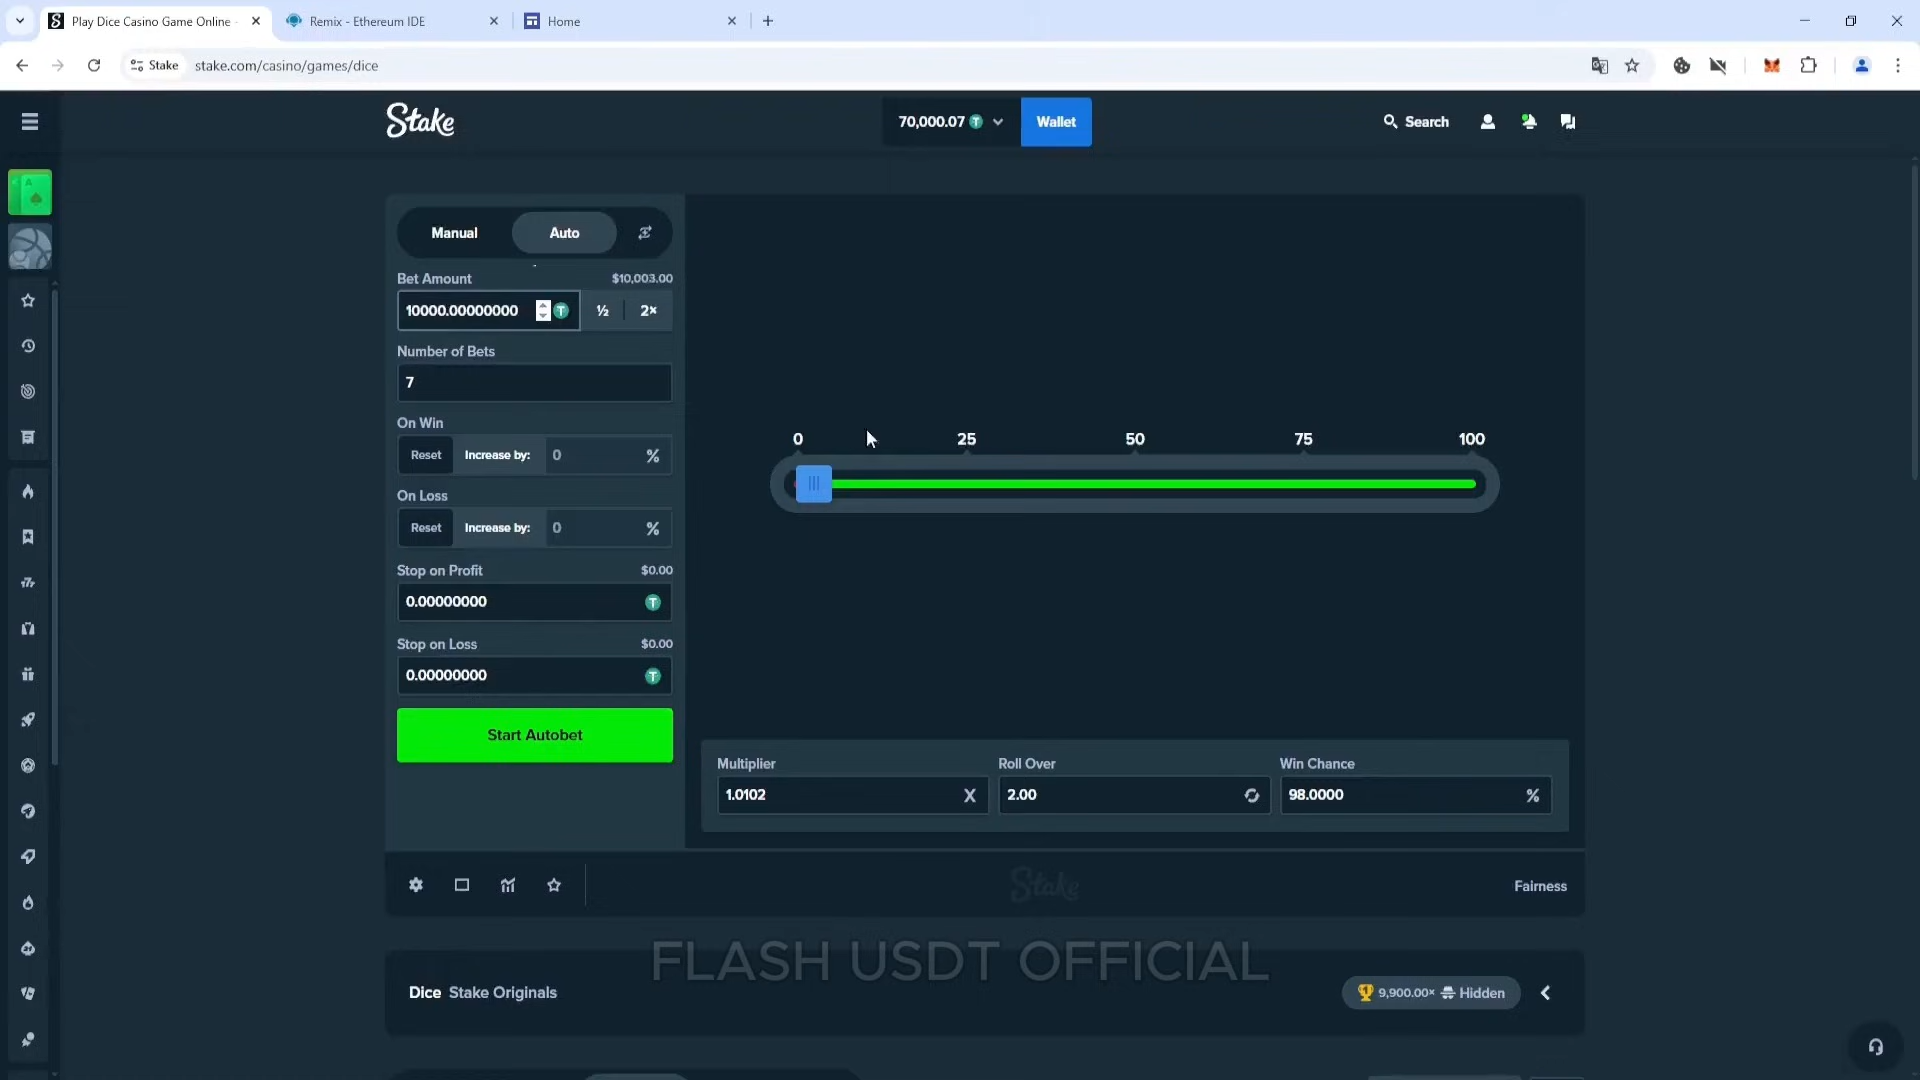 Play Dice Casino Game Online -
Remix - Ethereum IDE
Home
Stake
stake.com/casino/games/dice
Stake
70,000.07
Wallet
Search
Manual
Auto
Bet Amount
$10,003.00
10000.00000000
½
2×
Number of Bets
7
On Win
Reset
Increase by:
0
%
On Loss
Reset
Increase by:
0
%
Stop on Profit
$0.00
0.00000000
Stop on Loss
$0.00
0.00000000
Start Autobet
0
25
50
75
100
Multiplier
1.0102
X
Roll Over
2.00
Win Chance
98.0000
%
Stake
Fairness
FLASH USDT OFFICIAL
Dice
Stake Originals
9,900.00×
Hidden